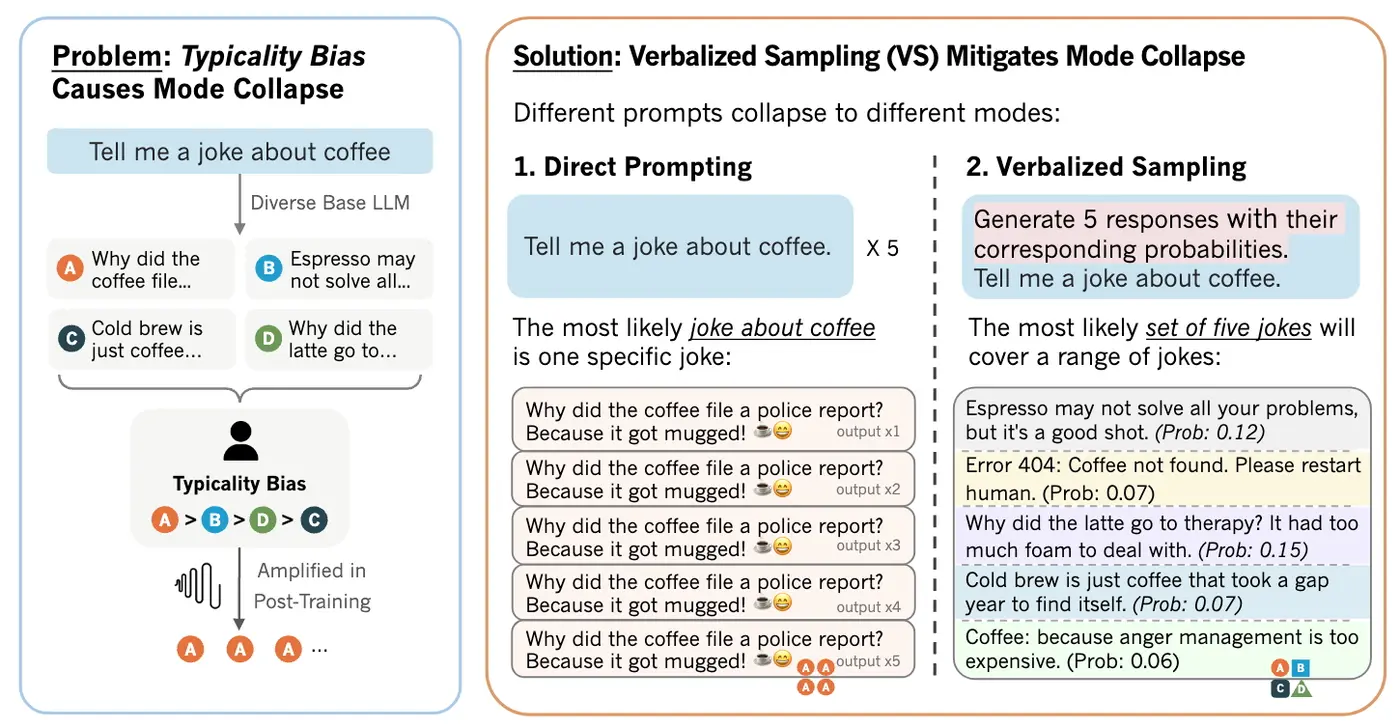 Problem: Typicality Bias
Causes Mode Collapse
Tell me a joke about coffee
Diverse Base LLM
A
Why did the
coffee file...
B
Espresso may
not solve all...
C
Cold brew is
just coffee...
D
Why did the
latte go to...
Typicality Bias
A > B > D > C
Amplified in
Post-Training
A A A ...
Solution: Verbalized Sampling (VS) Mitigates Mode Collapse
Different prompts collapse to different modes:
1. Direct Prompting
Tell me a joke about coffee.
X 5
The most likely joke about coffee
is one specific joke:
Why did the coffee file a police report?
Because it got mugged! ☕😄 output x1
Why did the coffee file a police report?
Because it got mugged! ☕😄 output x2
Why did the coffee file a police report?
Because it got mugged! ☕😄 output x3
Why did the coffee file a police report?
Because it got mugged! ☕😄 output x4
Why did the coffee file a police report?
Because it got mugged! ☕😄 output x5
A A
A A
2. Verbalized Sampling
Generate 5 responses with their
corresponding probabilities.
Tell me a joke about coffee.
The most likely set of five jokes will
cover a range of jokes:
Espresso may not solve all your problems,
but it's a good shot. (Prob: 0.12)
Error 404: Coffee not found. Please restart
human. (Prob: 0.07)
Why did the latte go to therapy? It had too
much foam to deal with. (Prob: 0.15)
Cold brew is just coffee that took a gap
year to find itself. (Prob: 0.07)
Coffee: because anger management is too
expensive. (Prob: 0.06)
A B
C D